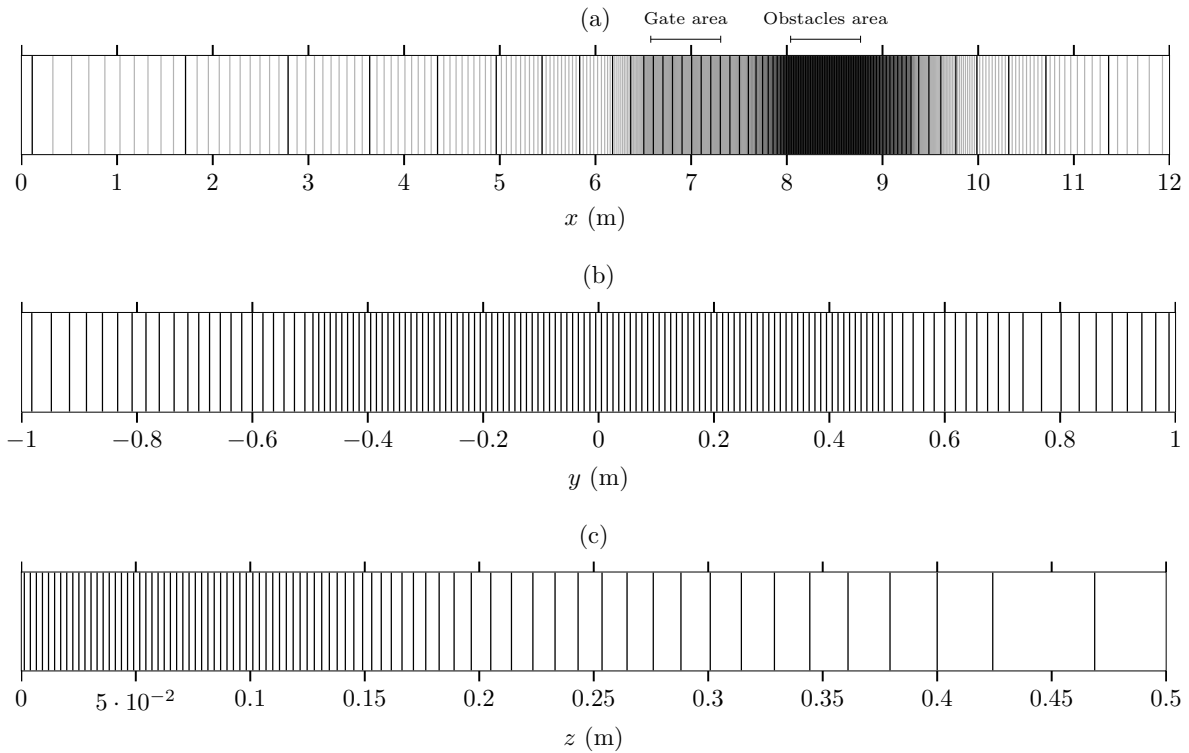 (a)
Gate area Obstacles area
0 1 2 3 4 5 6 7 8 9 10 11 12
x (m)
(b)
−1 −0.8 −0.6 −0.4 −0.2 0 0.2 0.4 0.6 0.8 1
y (m)
(c)
0 5 · 10⁻² 0.1 0.15 0.2 0.25 0.3 0.35 0.4 0.45 0.5
z (m)